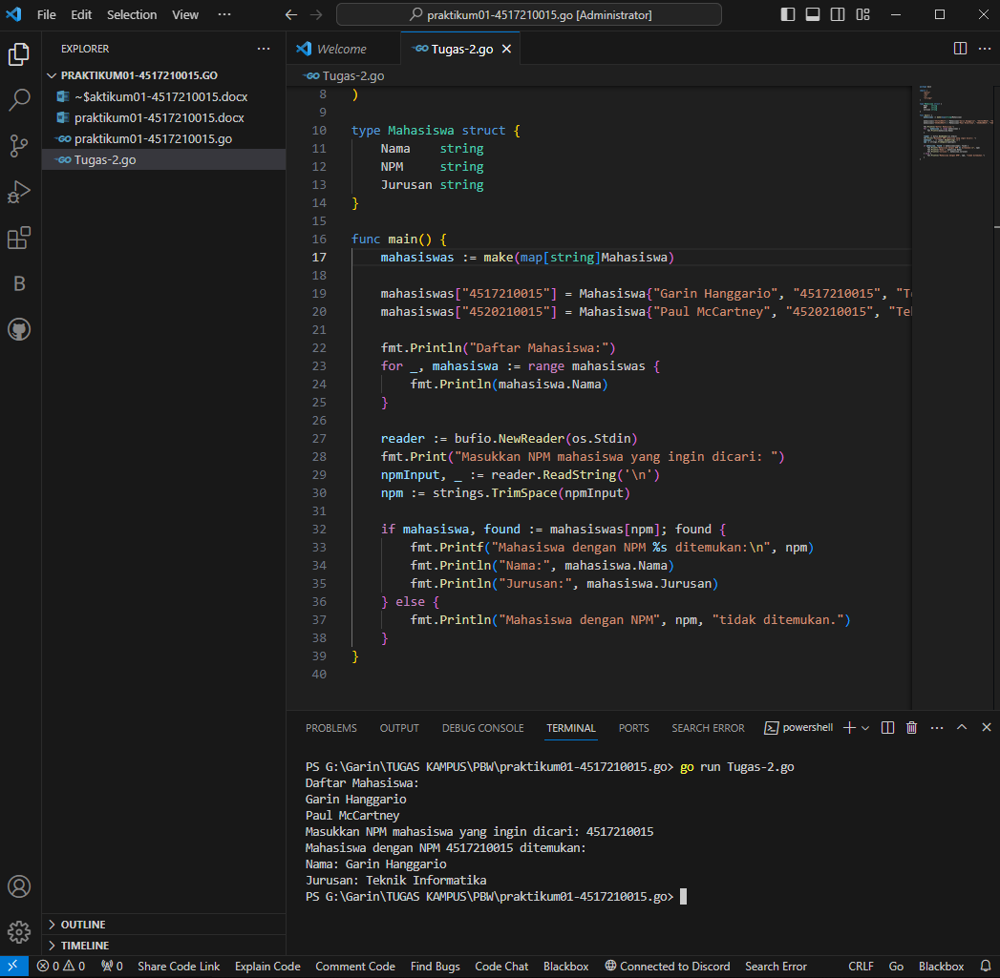 File Edit Selection View ···
praktikum01-4517210015.go [Administrator]
EXPLORER ···
PRAKTIKUM01-4517210015.GO
~$aktikum01-4517210015.docx
praktikum01-4517210015.docx
praktikum01-4517210015.go
Tugas-2.go
B
OUTLINE
TIMELINE
Welcome
Tugas-2.go
Tugas-2.go
8 )
9
10 type Mahasiswa struct {
11 Nama    string
12 NPM     string
13 Jurusan string
14 }
15
16 func main() {
17 mahasiswas := make(map[string]Mahasiswa)
18
19 mahasiswas["4517210015"] = Mahasiswa{"Garin Hanggario", "4517210015", "T
20 mahasiswas["4520210015"] = Mahasiswa{"Paul McCartney", "4520210015", "Te
21
22 fmt.Println("Daftar Mahasiswa:")
23 for _, mahasiswa := range mahasiswas {
24 fmt.Println(mahasiswa.Nama)
25 }
26
27 reader := bufio.NewReader(os.Stdin)
28 fmt.Print("Masukkan NPM mahasiswa yang ingin dicari: ")
29 npmInput, _ := reader.ReadString('\n')
30 npm := strings.TrimSpace(npmInput)
31
32 if mahasiswa, found := mahasiswas[npm]; found {
33 fmt.Printf("Mahasiswa dengan NPM %s ditemukan:\n", npm)
34 fmt.Println("Nama:", mahasiswa.Nama)
35 fmt.Println("Jurusan:", mahasiswa.Jurusan)
36 } else {
37 fmt.Println("Mahasiswa dengan NPM", npm, "tidak ditemukan.")
38 }
39 }
40
PROBLEMS OUTPUT DEBUG CONSOLE TERMINAL PORTS SEARCH ERROR powershell
PS G:\Garin\TUGAS KAMPUS\PBW\praktikum01-4517210015.go> go run Tugas-2.go
Daftar Mahasiswa:
Garin Hanggario
Paul McCartney
Masukkan NPM mahasiswa yang ingin dicari: 4517210015
Mahasiswa dengan NPM 4517210015 ditemukan:
Nama: Garin Hanggario
Jurusan: Teknik Informatika
PS G:\Garin\TUGAS KAMPUS\PBW\praktikum01-4517210015.go>
0 0 0 Share Code Link Explain Code Comment Code Find Bugs Code Chat Blackbox Connected to Discord Search Error CRLF Go Blackbox